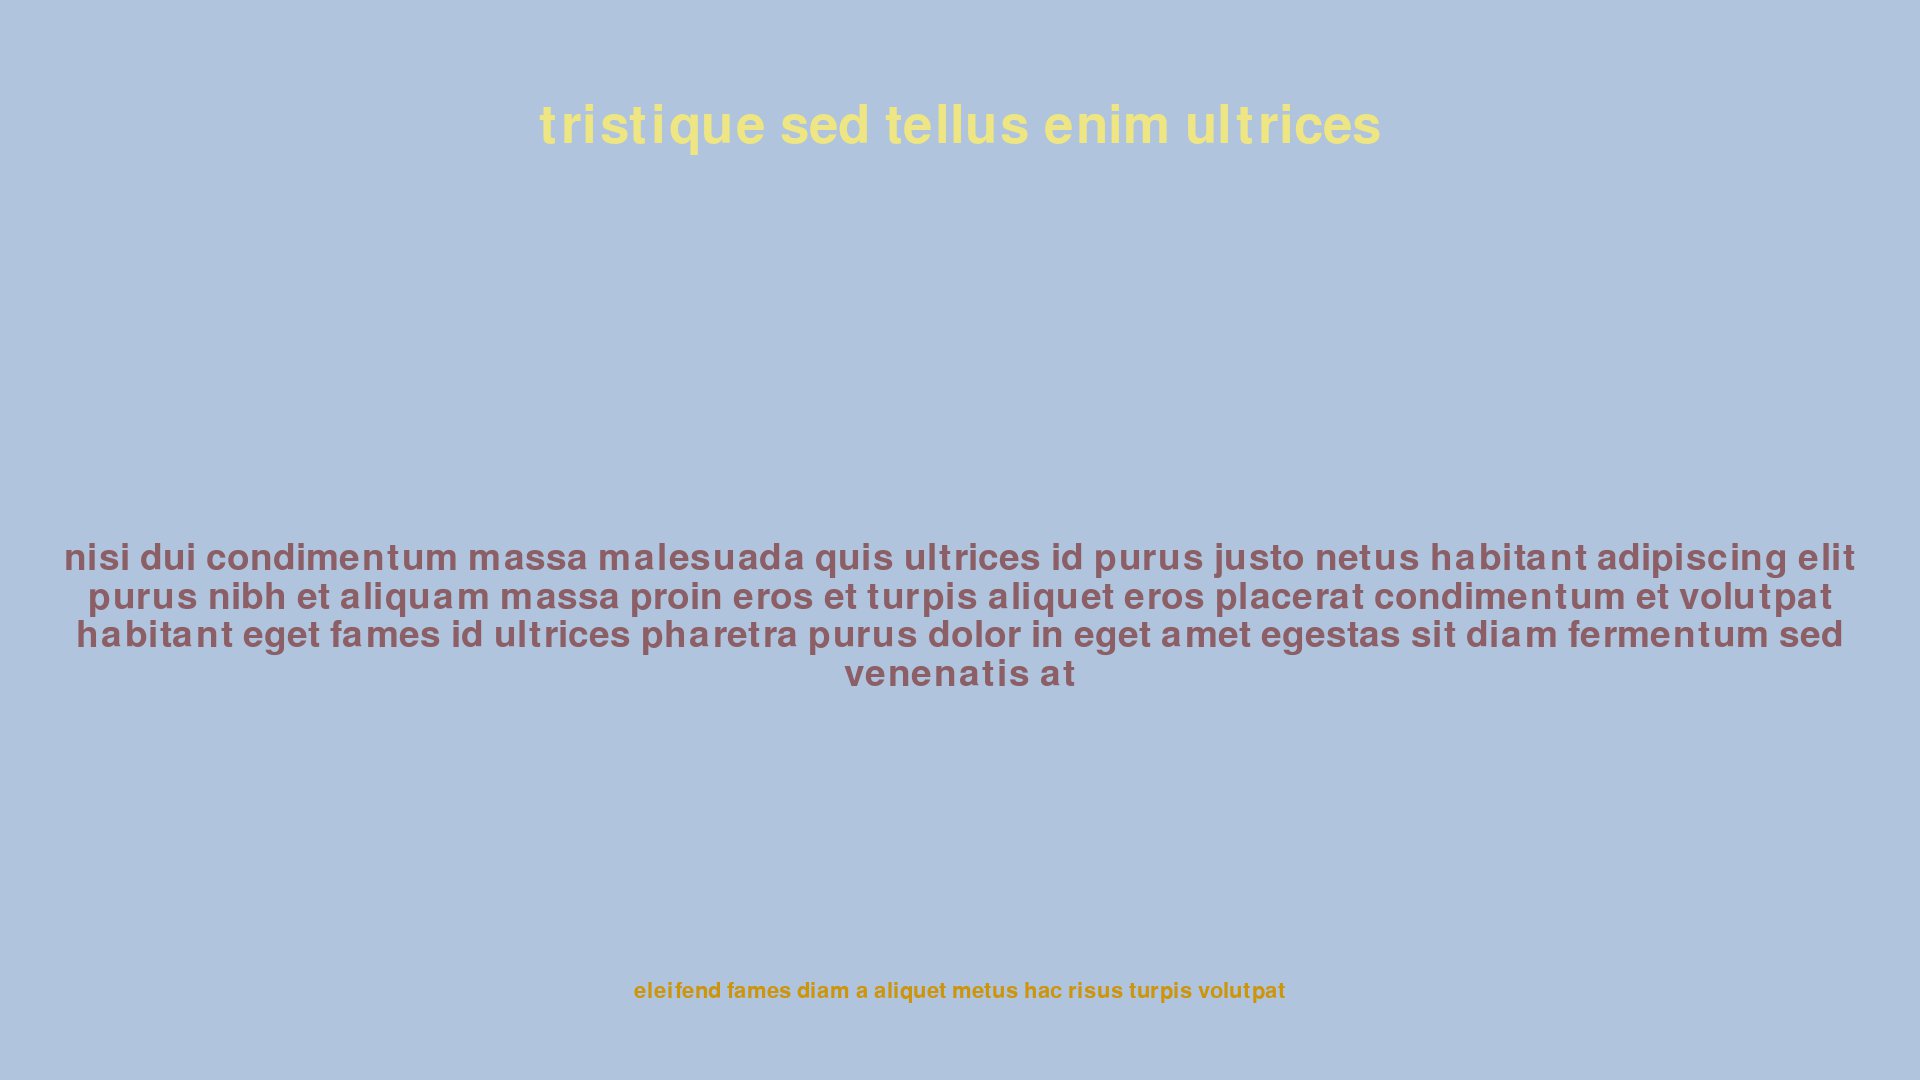 tristique sed tellus enim ultrices
nisi dui condimentum massa malesuada quis ultrices id purus justo netus habitant adipiscing elit
purus nibh et aliquam massa proin eros et turpis aliquet eros placerat condimentum et volutpat
habitant eget fames id ultrices pharetra purus dolor in eget amet egestas sit diam fermentum sed
venenatis at
eleifend fames diam a aliquet metus hac risus turpis volutpat